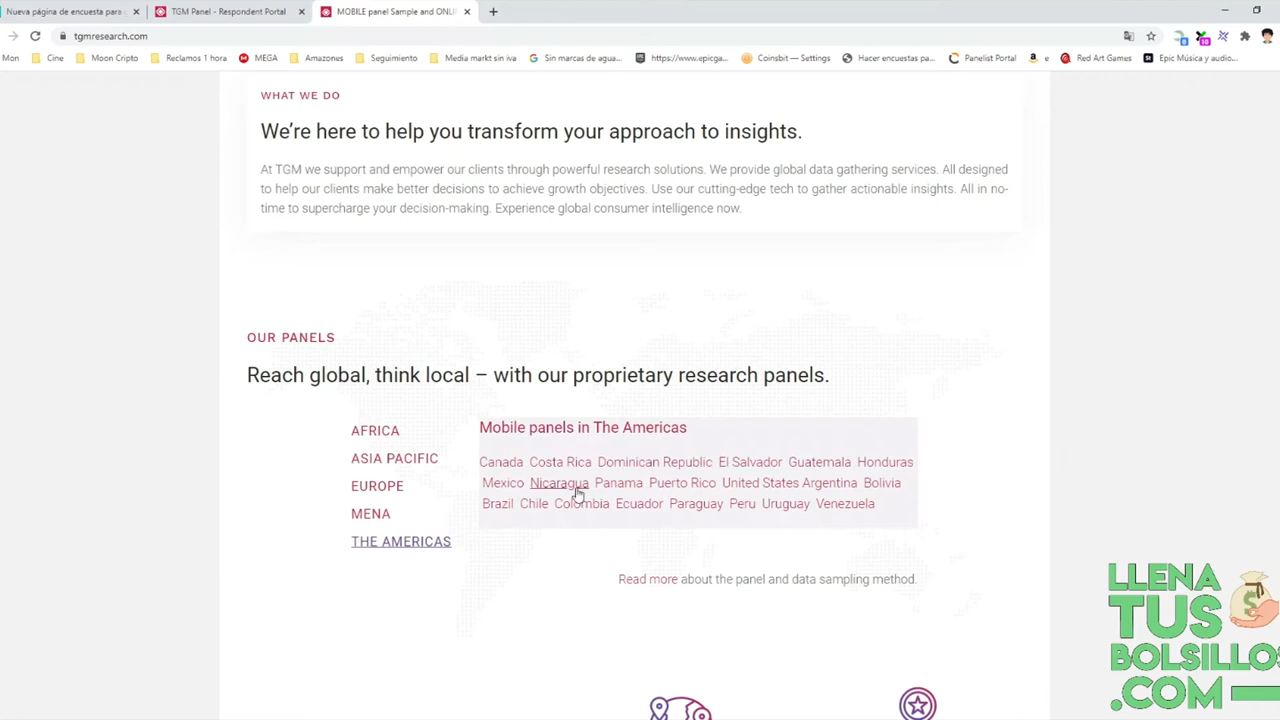 Nueva página de encuesta para
TGM Panel - Respondent Portal
MOBILE panel Sample and ONLI
tgmresearch.com
Mon
Cine
Moon Cripto
Reclamos 1 hora
MEGA
Amazones
Seguimiento
Media markt sin iva
Sin marcas de agua...
https://www.epicga...
Coinsbit — Settings
Hacer encuestas pa...
Panelist Portal
e
Red Art Games
Epic Música y audio...
WHAT WE DO
We're here to help you transform your approach to insights.
At TGM we support and empower our clients through powerful research solutions. We provide global data gathering services. All designed
to help our clients make better decisions to achieve growth objectives. Use our cutting-edge tech to gather actionable insights. All in no-
time to supercharge your decision-making. Experience global consumer intelligence now.
OUR PANELS
Reach global, think local – with our proprietary research panels.
AFRICA
ASIA PACIFIC
EUROPE
MENA
THE AMERICAS
Mobile panels in The Americas
Canada Costa Rica Dominican Republic El Salvador Guatemala Honduras
Mexico Nicaragua Panama Puerto Rico United States Argentina Bolivia
Brazil Chile Colombia Ecuador Paraguay Peru Uruguay Venezuela
Read more about the panel and data sampling method.
LLENA
TUS
BOLSILLOS
.COM